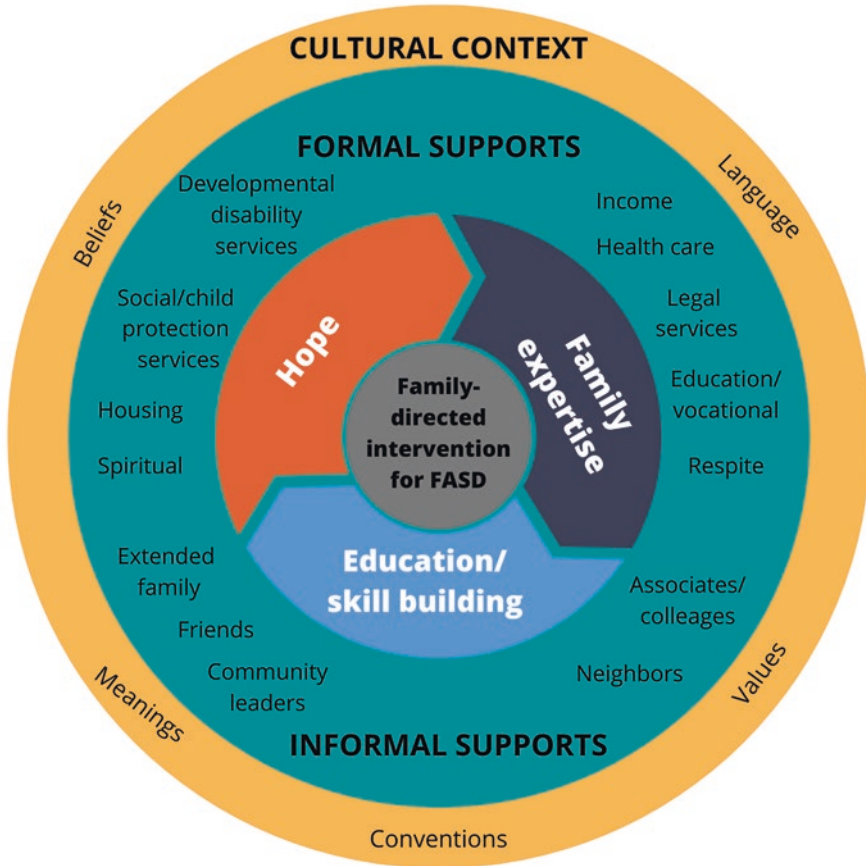 CULTURAL CONTEXT
FORMAL SUPPORTS
Developmental
disability
services
Social/child
protection
services
Housing
Spiritual
Income
Health care
Legal
services
Education/
vocational
Respite
Hope
Family
expertise
Education/
skill building
Family-
directed
intervention
for FASD
Extended
family
Friends
Community
leaders
Associates/
colleages
Neighbors
INFORMAL SUPPORTS
Beliefs
Language
Meanings
Values
Conventions